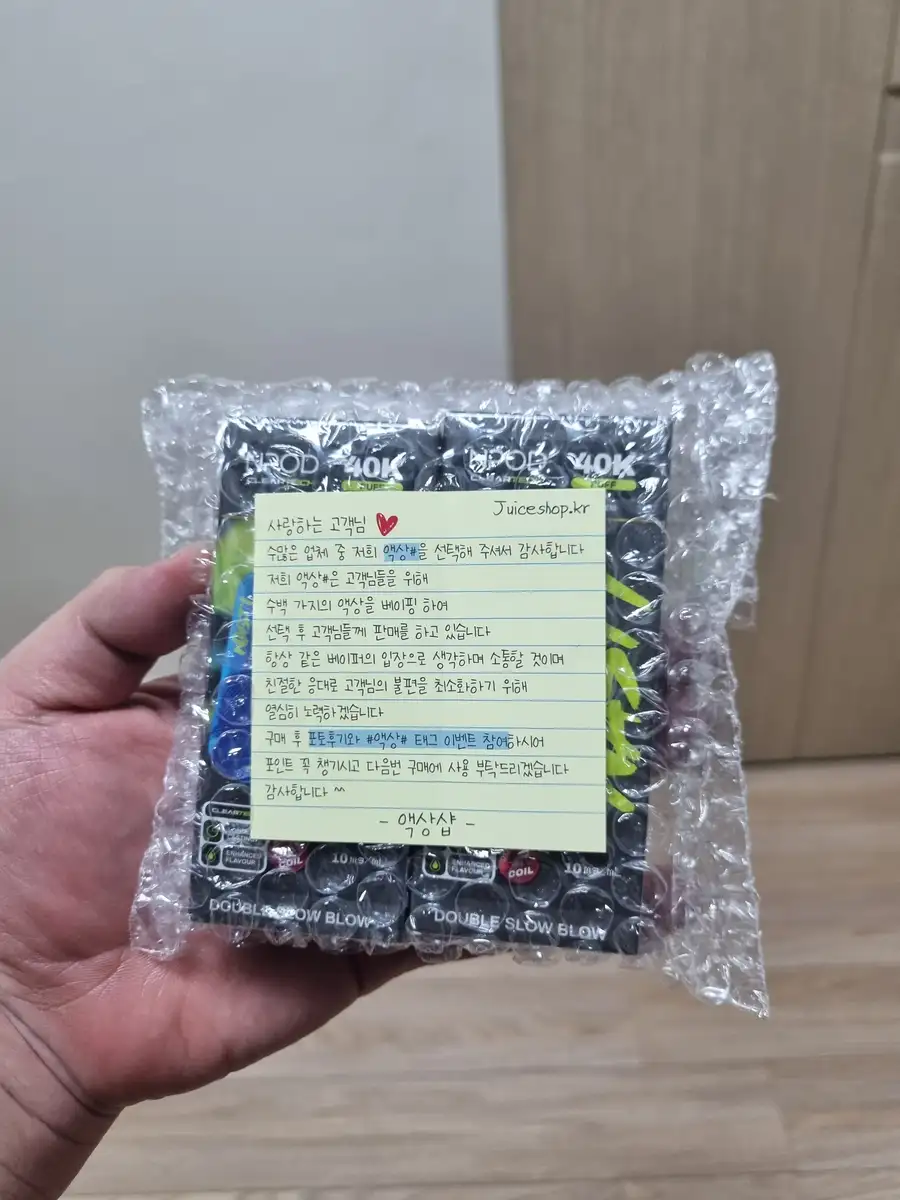 40K
40K
Juiceshop.kr
사랑하는 고객님
수많은 업체 중 저희 액상#을 선택해 주셔서 감사합니다
저희 액상#은 고객님들을 위해
수백 가지의 액상을 베이핑 하여
선택 후 고객님들께 판매를 하고 있습니다
항상 같은 베이퍼의 입장으로 생각하며 소통할 것이며
친절한 응대로 고객님의 불편을 최소화하기 위해
열심히 노력하겠습니다
구매 후 포토후기와 #액상# 태그 이벤트 참여하시어
포인트 꼭 챙기시고 다음번 구매에 사용 부탁드리겠습니다
감사합니다 ^^
- 액상샵 -
ENHANCED FLAVOUR
COIL
ENHANCED FLAVOUR
COIL
DOUBLE SLOW BLOW
DOUBLE SLOW BLOW